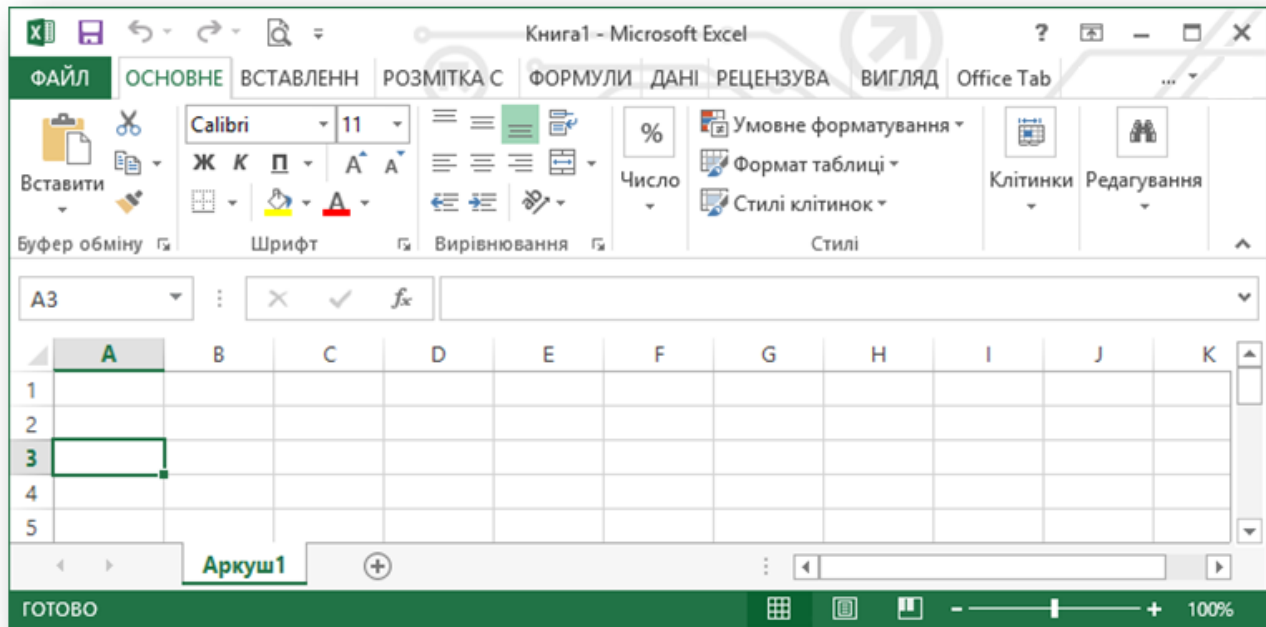 Книга1 - Microsoft Excel ?
ФАЙЛ ОСНОВНЕ ВСТАВЛЕНН РОЗМІТКА С ФОРМУЛИ ДАНІ РЕЦЕНЗУВА ВИГЛЯД Office Tab ...
Calibri 11 % Умовне форматування
Ж К П A A Формат таблиці
Вставити Число Клітинки Редагування
A Стилі клітинок
Буфер обміну Шрифт Вирівнювання Стилі
A3 fx
A B C D E F G H I J K
1
2
3
4
5
Аркуш1
ГОТОВО - + 100%